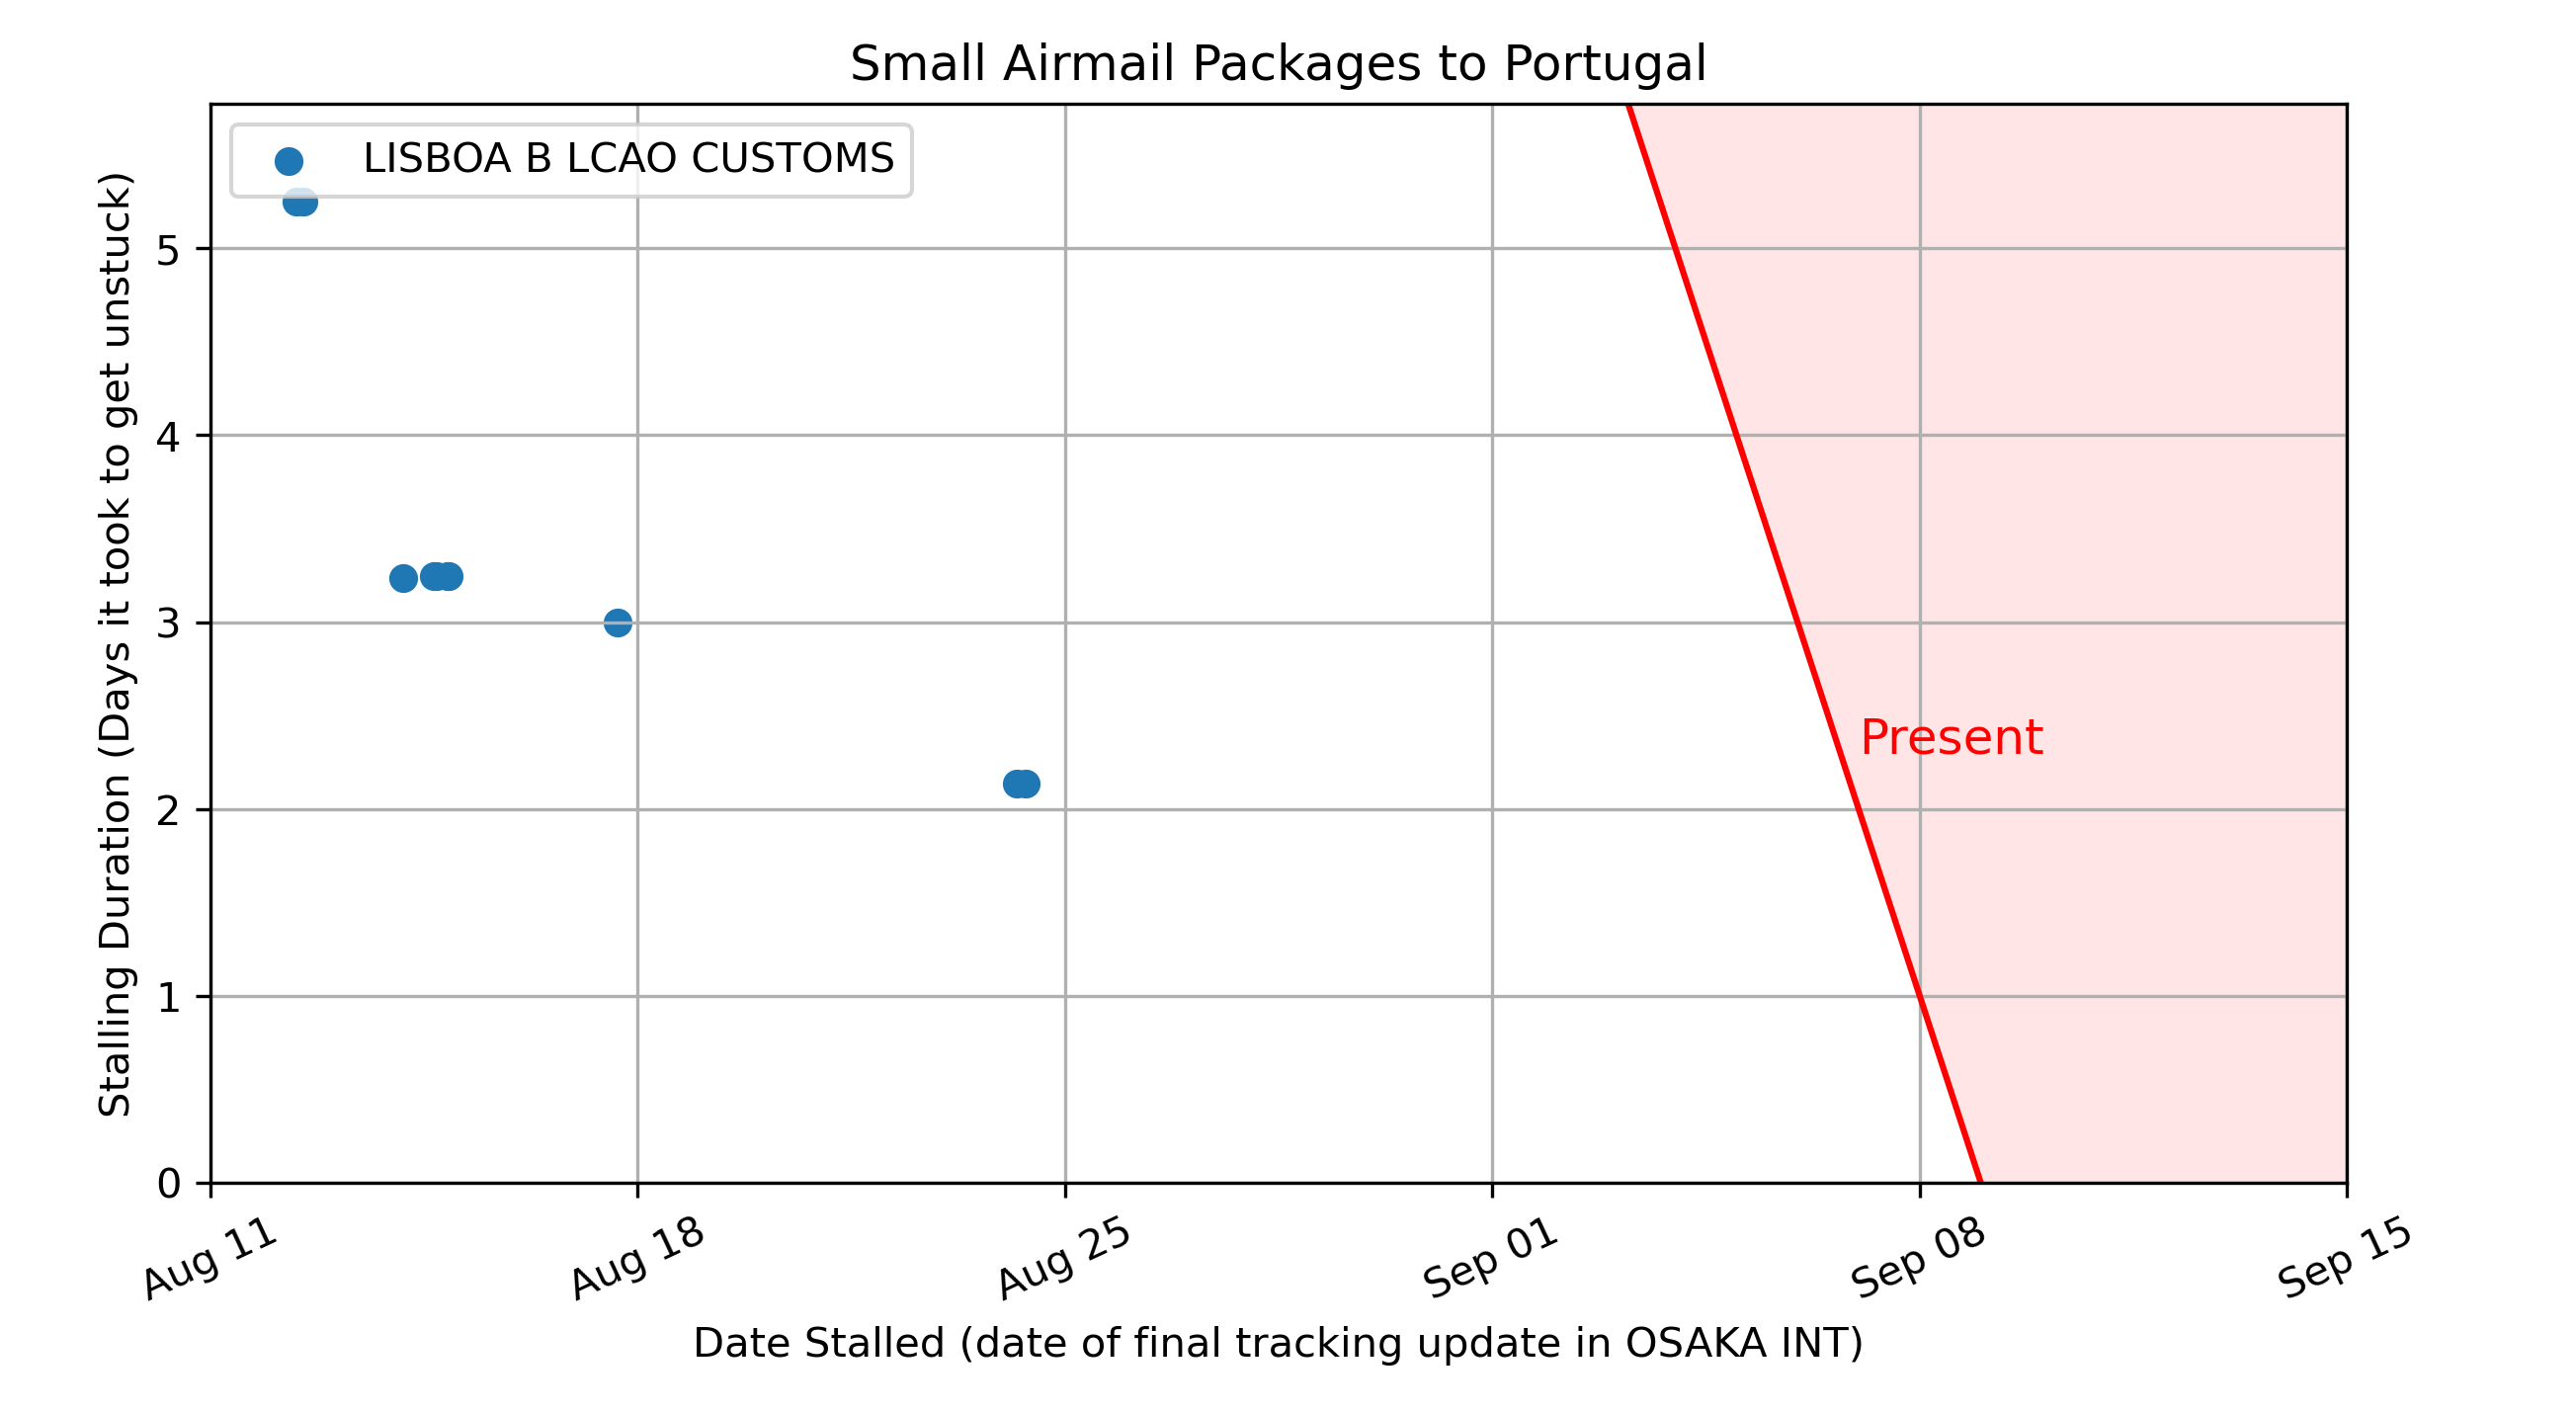 Small Airmail Packages to Portugal
LISBOA B LCAO CUSTOMS
Stalling Duration (Days it took to get unstuck)
5
4
3
2
1
0
Present
Aug 11
Aug 18
Aug 25
Sep 01
Sep 08
Sep 15
Date Stalled (date of final tracking update in OSAKA INT)